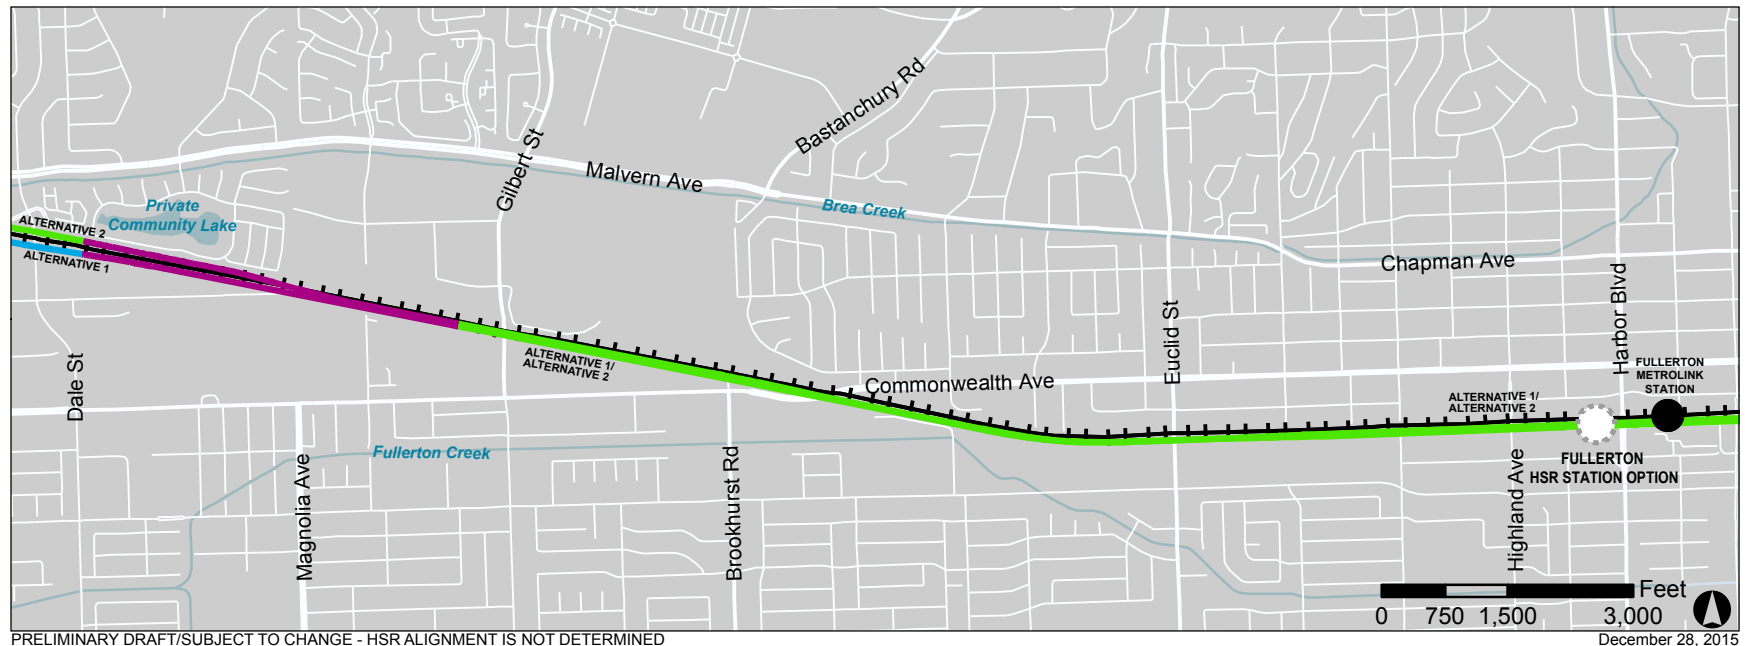 Bastanchury Rd
Gilbert St
Malvern Ave
Private
Community Lake
Brea Creek
ALTERNATIVE 2
ALTERNATIVE 1
Chapman Ave
Harbor Blvd
Euclid St
Dale St
ALTERNATIVE 1/
ALTERNATIVE 2
Commonwealth Ave
FULLERTON
METROLINK
STATION
ALTERNATIVE 1/
ALTERNATIVE 2
Fullerton Creek
Magnolia Ave
Brookhurst Rd
Highland Ave
FULLERTON
HSR STATION OPTION
Feet
0 750 1,500 3,000
PRELIMINARY DRAFT/SUBJECT TO CHANGE - HSR ALIGNMENT IS NOT DETERMINED
December 28, 2015